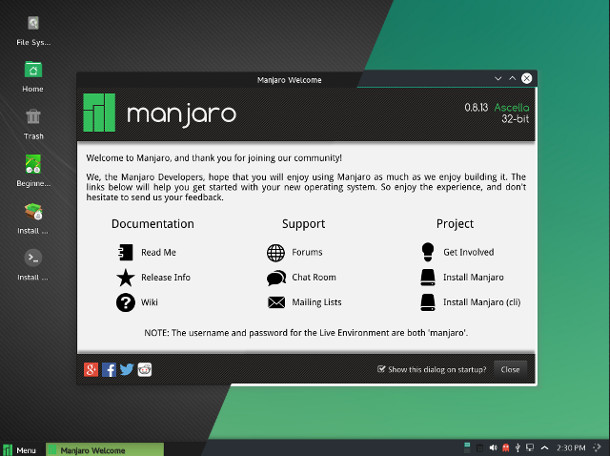 File Sys...
Home
Trash
Beginne...
Install ...
Install ...
Manjaro Welcome
manjaro
0.8.13 Ascella
32-bit
Welcome to Manjaro, and thank you for joining our community!
We, the Manjaro Developers, hope that you will enjoy using Manjaro as much as we enjoy building it. The
links below will help you get started with your new operating system. So enjoy the experience, and don't
hesitate to send us your feedback.
Documentation
Read Me
Release Info
Wiki
Support
Forums
Chat Room
Mailing Lists
Project
Get Involved
Install Manjaro
Install Manjaro (cli)
NOTE: The username and password for the Live Environment are both 'manjaro'.
Show this dialog on startup?
Close
Menu
Manjaro Welcome
2:30 PM